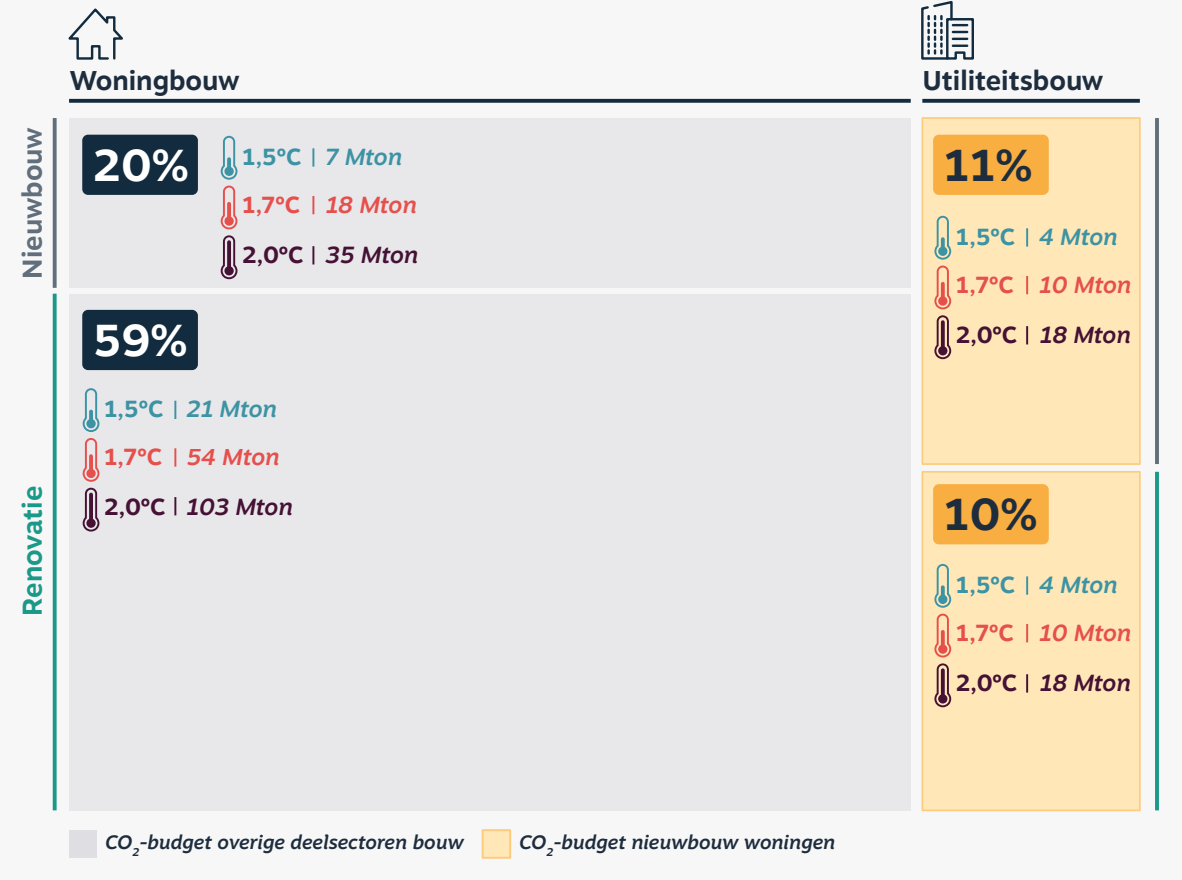 Woningbouw
Utiliteitsbouw
Nieuwbouw
20%
1,5°C | 7 Mton
1,7°C | 18 Mton
2,0°C | 35 Mton
11%
1,5°C | 4 Mton
1,7°C | 10 Mton
2,0°C | 18 Mton
Renovatie
59%
1,5°C | 21 Mton
1,7°C | 54 Mton
2,0°C | 103 Mton
10%
1,5°C | 4 Mton
1,7°C | 10 Mton
2,0°C | 18 Mton
CO₂-budget overige deelsectoren bouw
CO₂-budget nieuwbouw woningen